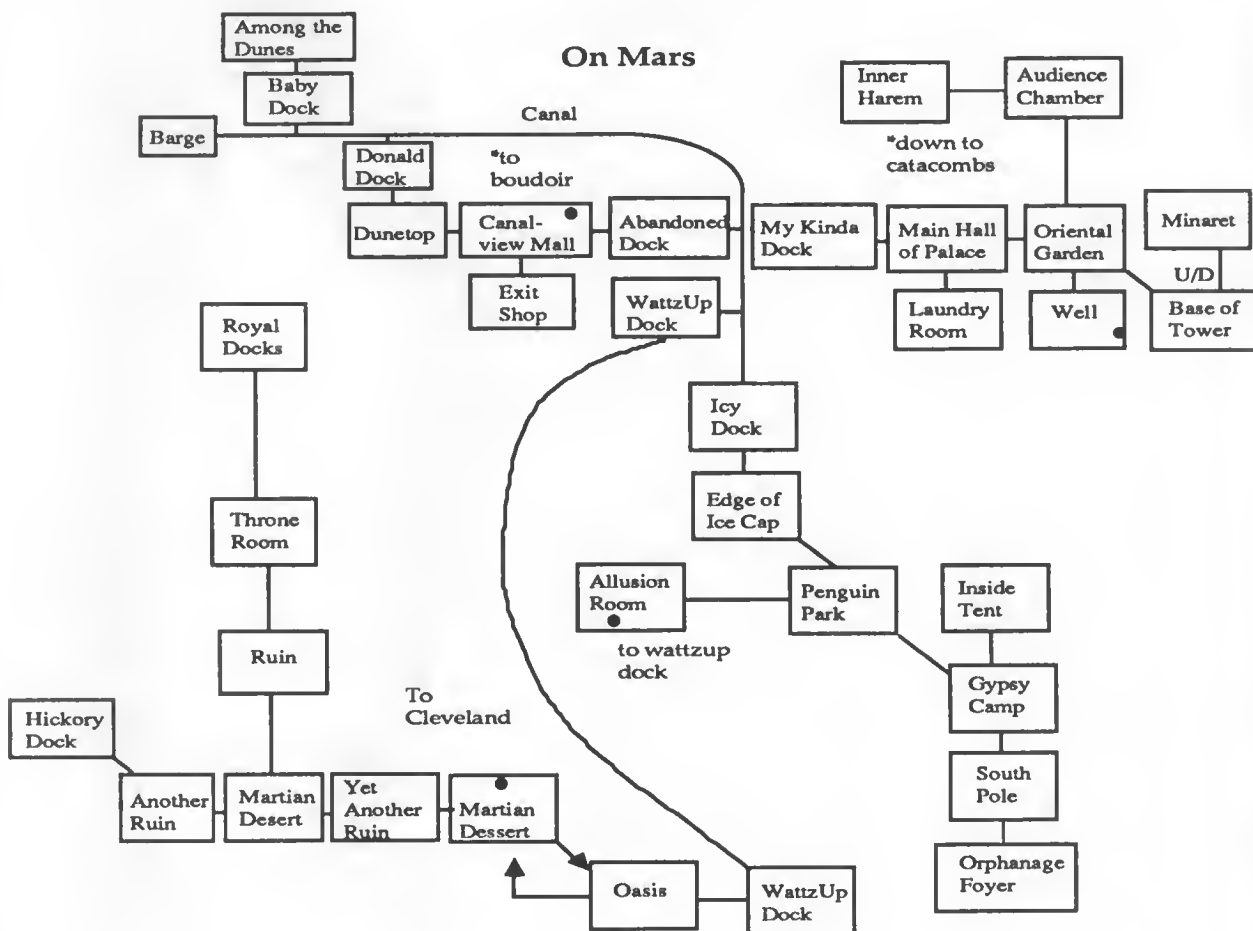 On Mars
Among the
Dunes
Baby
Dock
Barge
Canal
Donald
Dock
*to
boudoir
Inner
Harem
Audience
Chamber
*down to
catacombs
Dunetop
Canal-
view Mall
Abandoned
Dock
My Kinda
Dock
Main Hall
of Palace
Oriental
Garden
Minaret
U/D
Exit
Shop
WattzUp
Dock
Laundry
Room
Well
Base of
Tower
Royal
Docks
Icy
Dock
Edge of
Ice Cap
Throne
Room
Allusion
Room
to wattzup
dock
Penguin
Park
Inside
Tent
Ruin
Gypsy
Camp
To
Cleveland
Hickory
Dock
Another
Ruin
Martian
Desert
Yet
Another
Ruin
Martian
Dessert
South
Pole
Oasis
WattzUp
Dock
Orphanage
Foyer